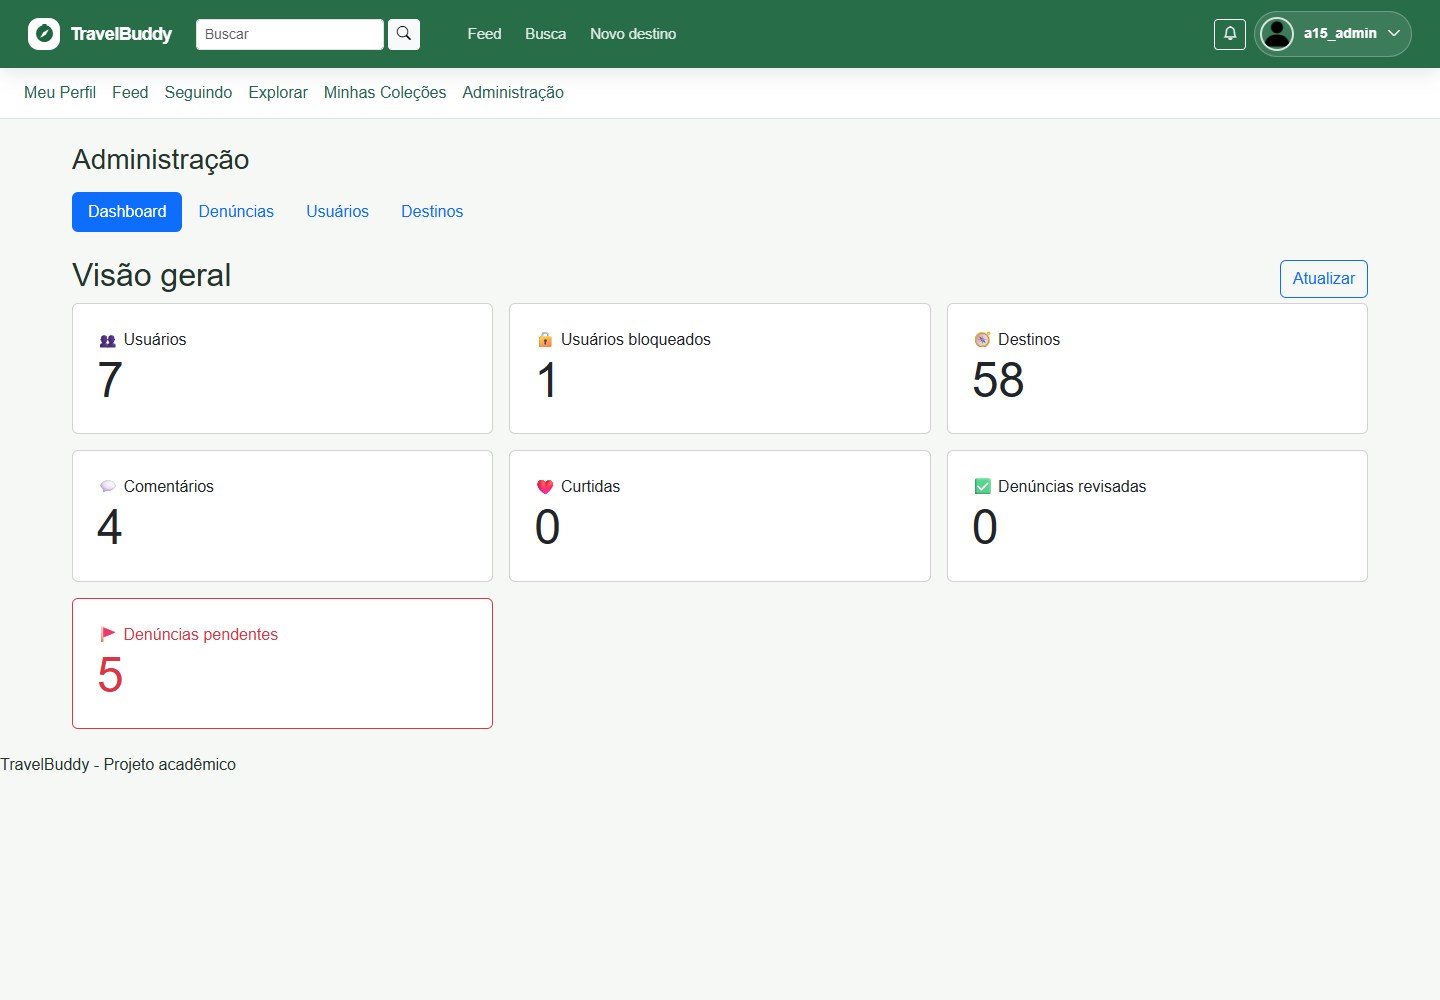 TravelBuddy Buscar Feed Busca Novo destino a15_admin
Meu Perfil Feed Seguindo Explorar Minhas Coleções Administração
Administração
Dashboard Denúncias Usuários Destinos
Visão geral Atualizar
Usuários
7
Usuários bloqueados
1
Destinos
58
Comentários
4
Curtidas
0
Denúncias revisadas
0
Denúncias pendentes
5
TravelBuddy - Projeto acadêmico